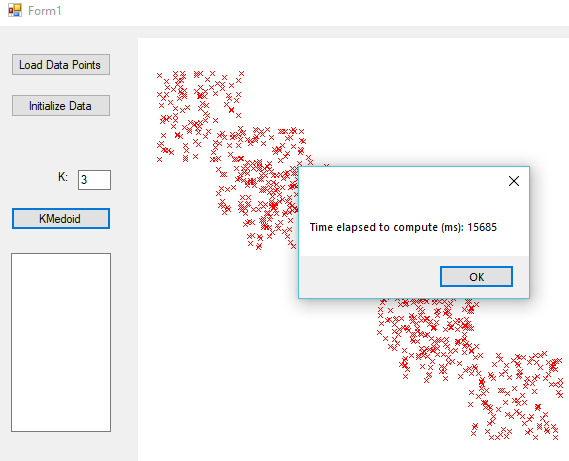 Form1
Load Data Points
Initialize Data
K: 3
KMedoid
Time elapsed to compute (ms): 15685
OK